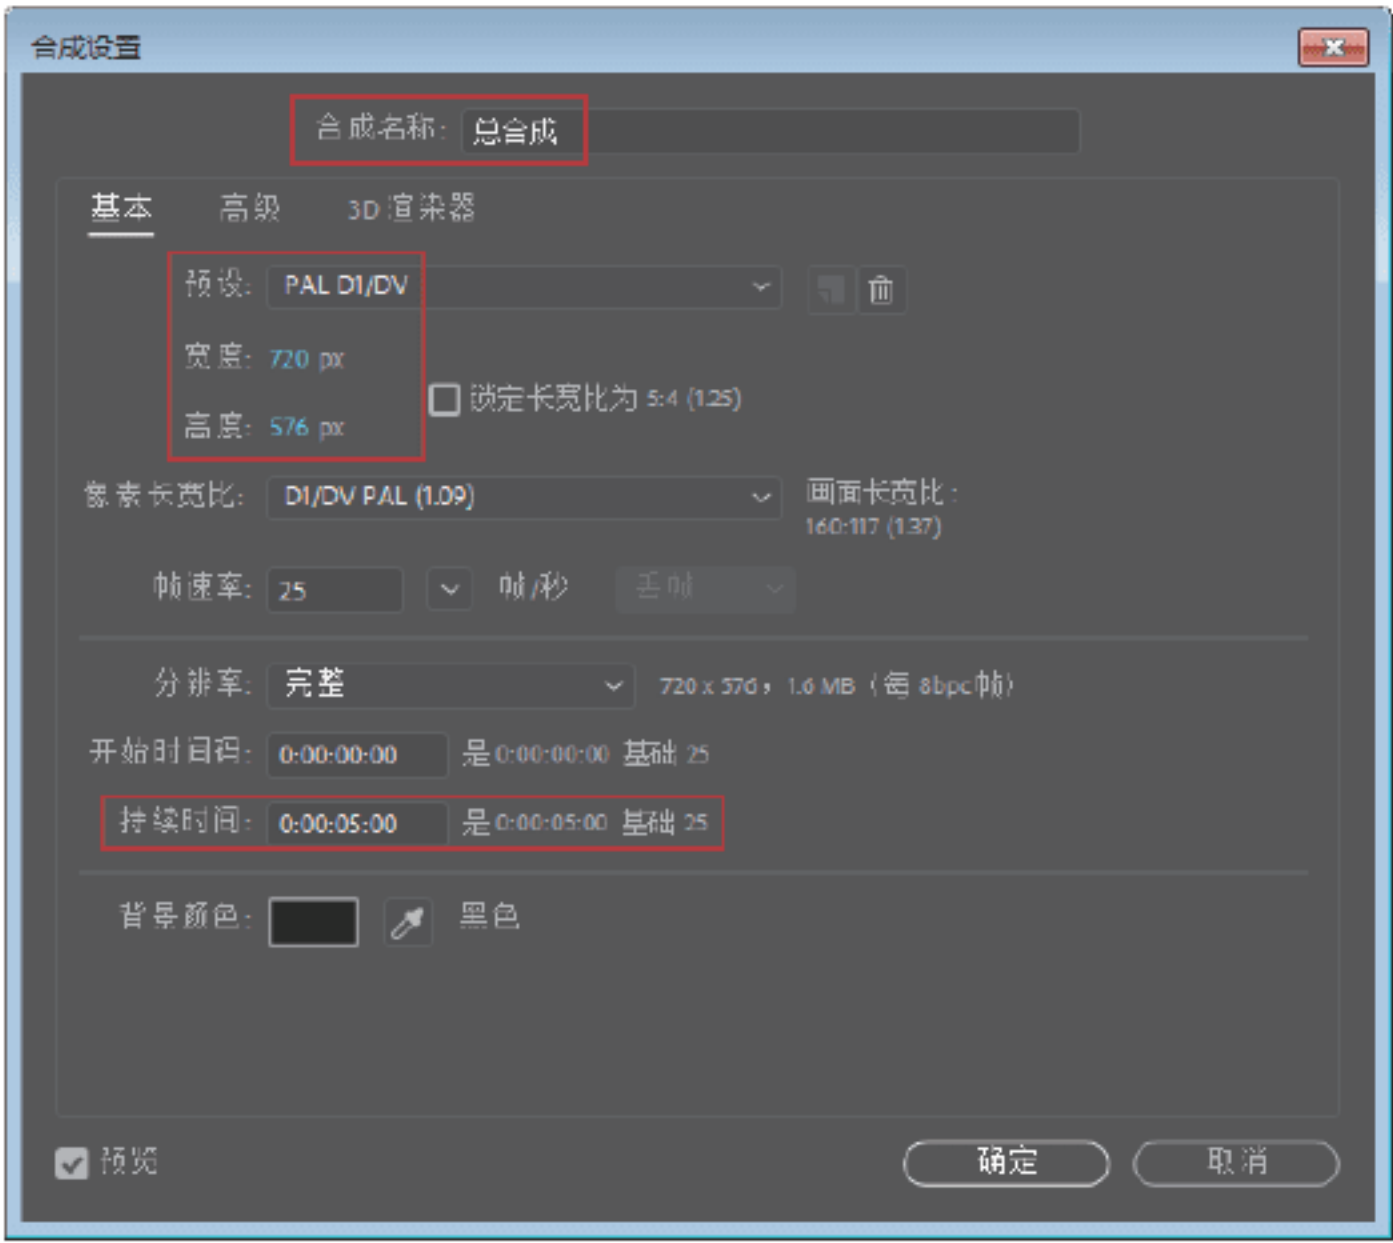 合成设置
合成名称: 总合成
基本 高级 3D 渲染器
预设: PAL D1/DV
宽度: 720 px
锁定长宽比为 5:4 (1.25)
高度: 576 px
像素长宽比: D1/DV PAL (1.09) 画面长宽比:
160:117 (1.37)
帧速率: 25 帧/秒 丢帧
分辨率: 完整 720 x 576，1.6 MB（每 8bpc帧）
开始时间码: 0:00:00:00 是 0:00:00:00 基础 25
持续时间: 0:00:05:00 是 0:00:05:00 基础 25
背景颜色: 黑色
预览 确定 取消